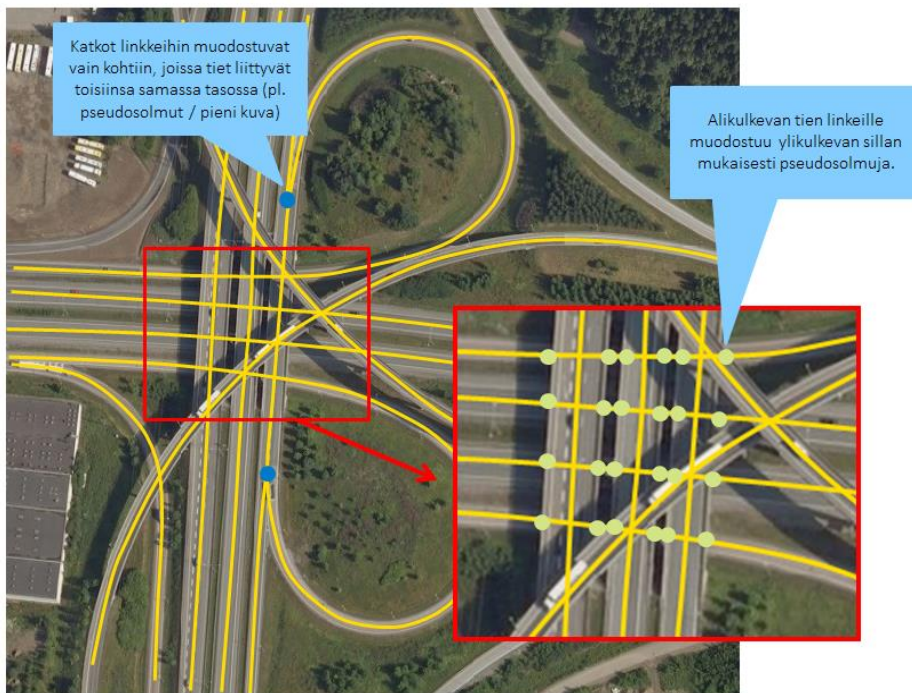 Katkot linkkeihin muodostuvat
vain kohtiin, joissa tiet liittyvät
toisiinsa samassa tasossa (pl.
pseudosolmut / pieni kuva)
Alikulkevan tien linkeille
muodostuu ylikulkevan sillan
mukaisesti pseudosolmuja.